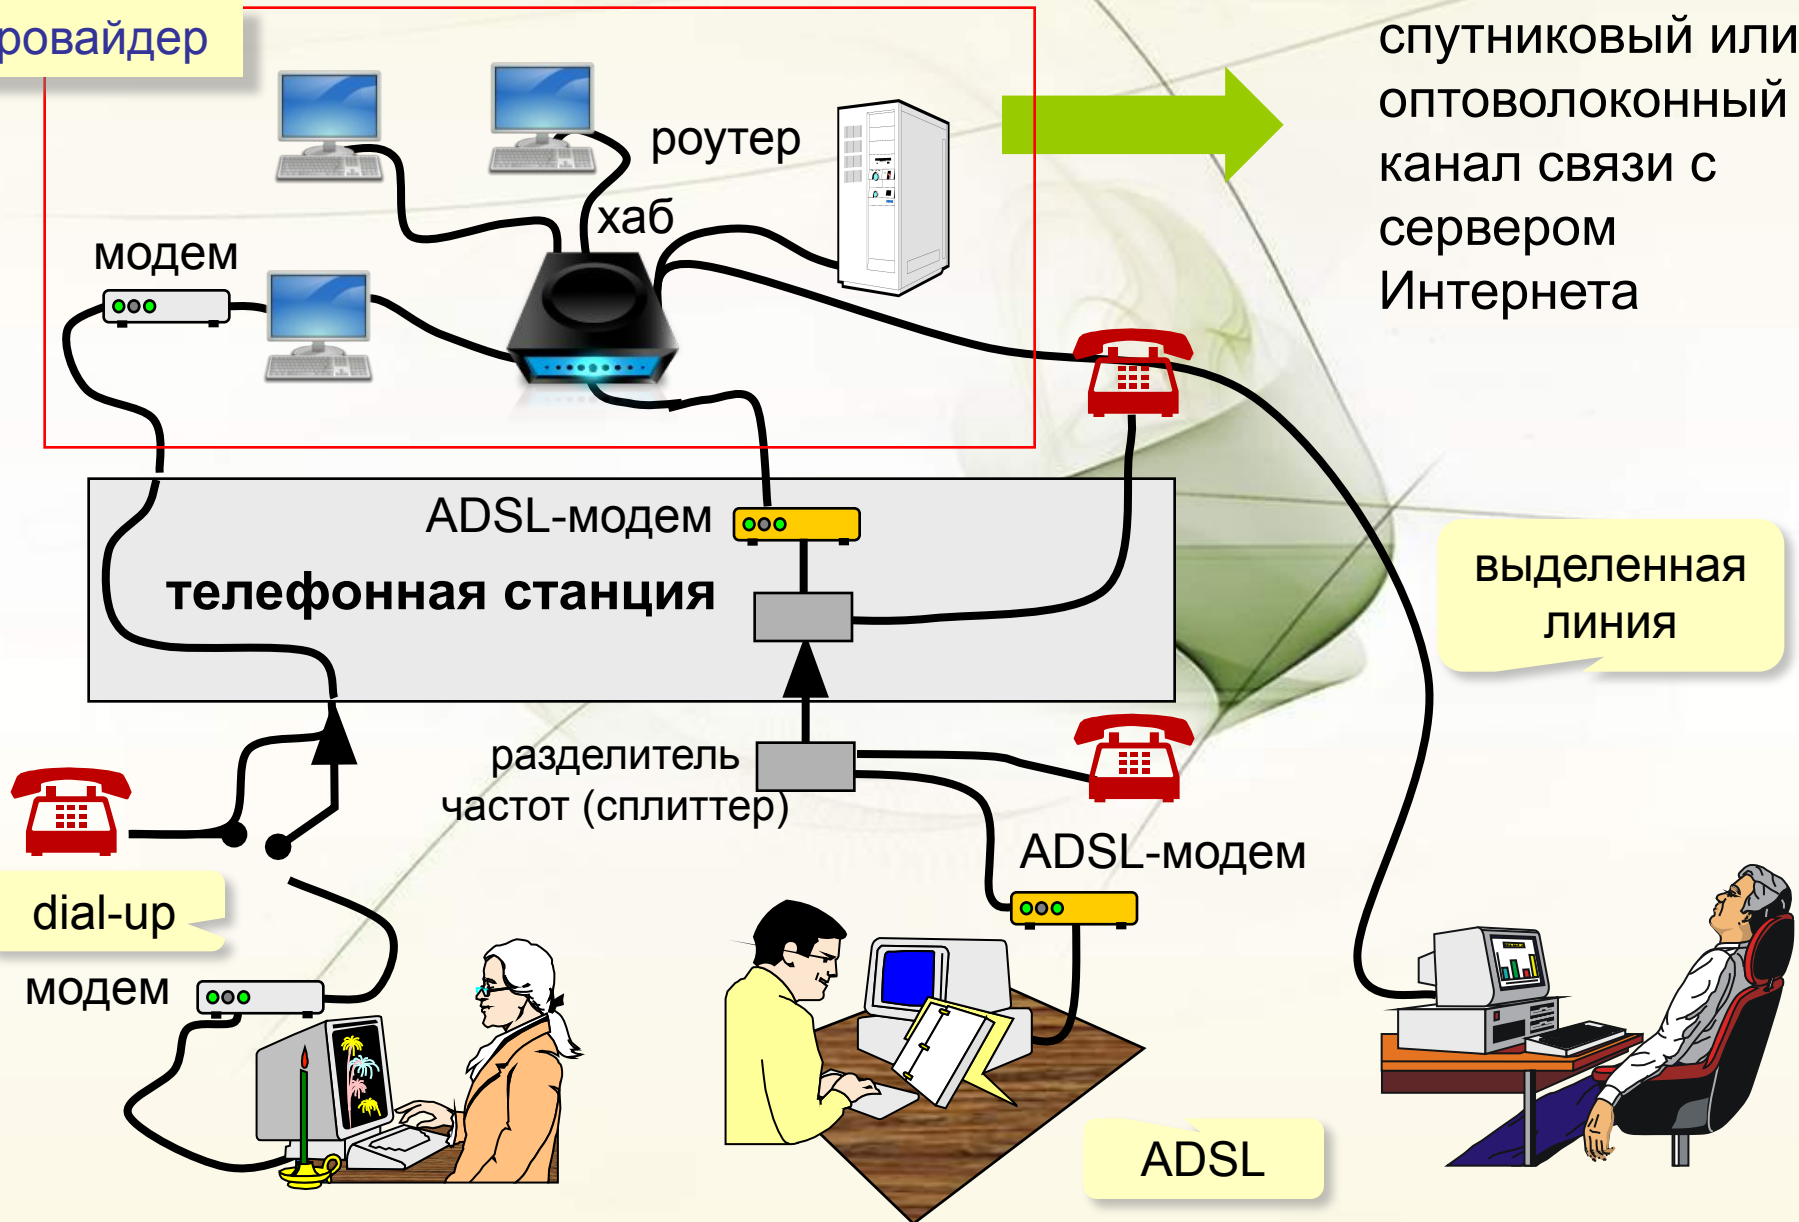 ровайдер
спутниковый или
оптоволоконный
канал связи с
сервером
Интернета
роутер
хаб
модем
ADSL-модем
телефонная станция
выделенная
линия
разделитель
частот (сплиттер)
ADSL-модем
dial-up
модем
ADSL